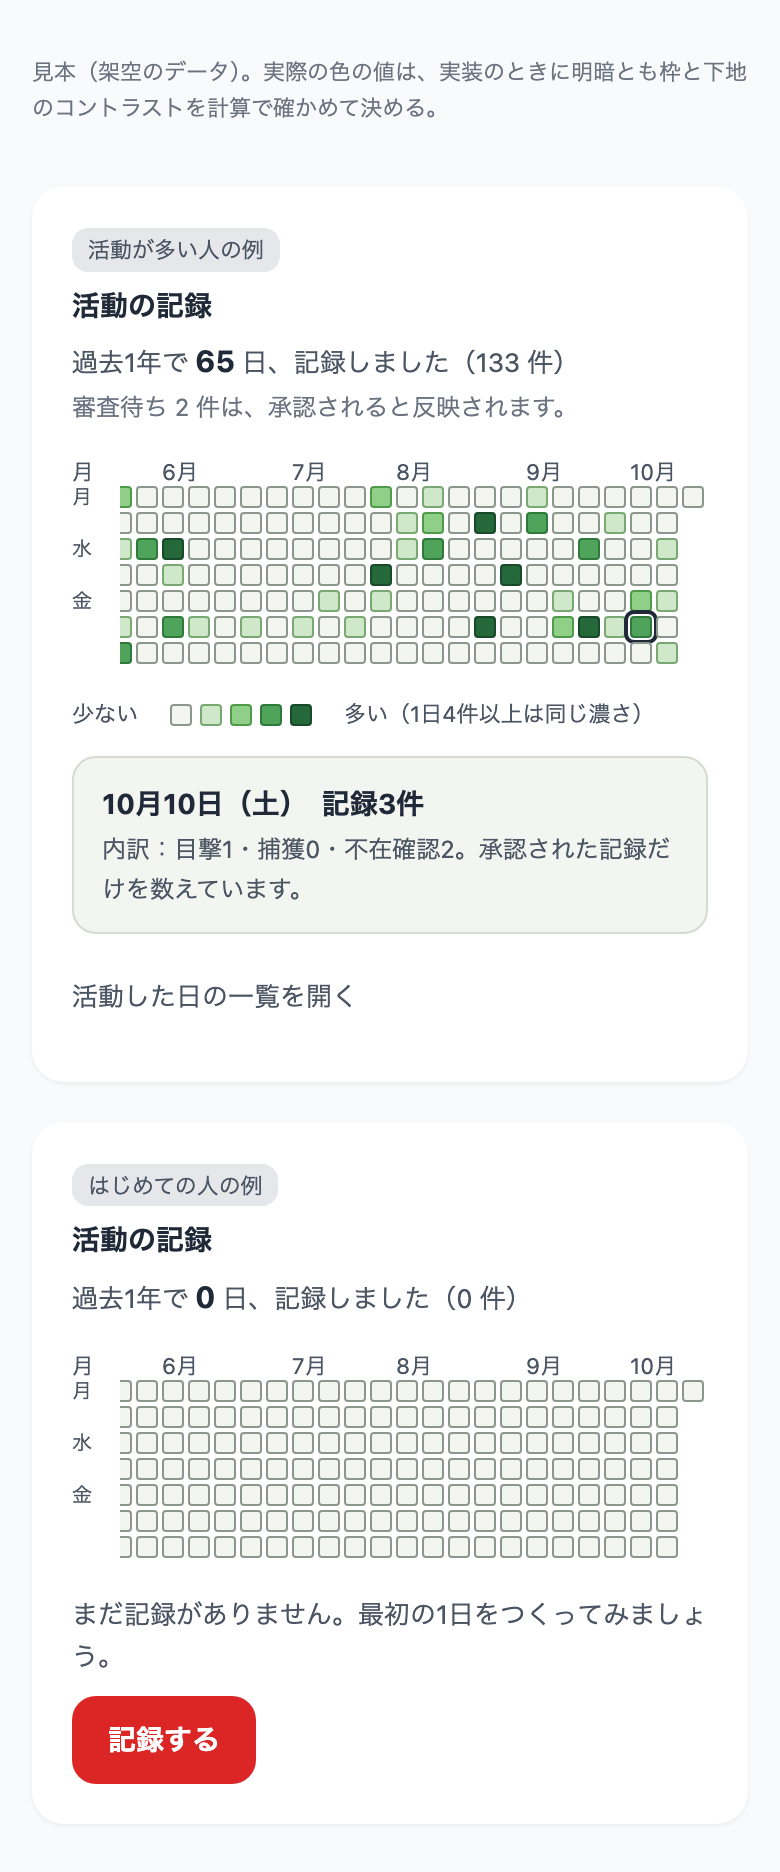 見本（架空のデータ）。実際の色の値は、実装のときに明暗とも枠と下地
のコントラストを計算で確かめて決める。
活動が多い人の例
活動の記録
過去1年で 65 日、記録しました（133 件）
審査待ち 2 件は、承認されると反映されます。
月 6月 7月 8月 9月 10月
月
水
金
少ない 多い（1日4件以上は同じ濃さ）
10月10日（土） 記録3件
内訳：目撃1・捕獲0・不在確認2。承認された記録だ
けを数えています。
活動した日の一覧を開く
はじめての人の例
活動の記録
過去1年で 0 日、記録しました（0 件）
月 6月 7月 8月 9月 10月
月
水
金
まだ記録がありません。最初の1日をつくってみましょ
う。
記録する